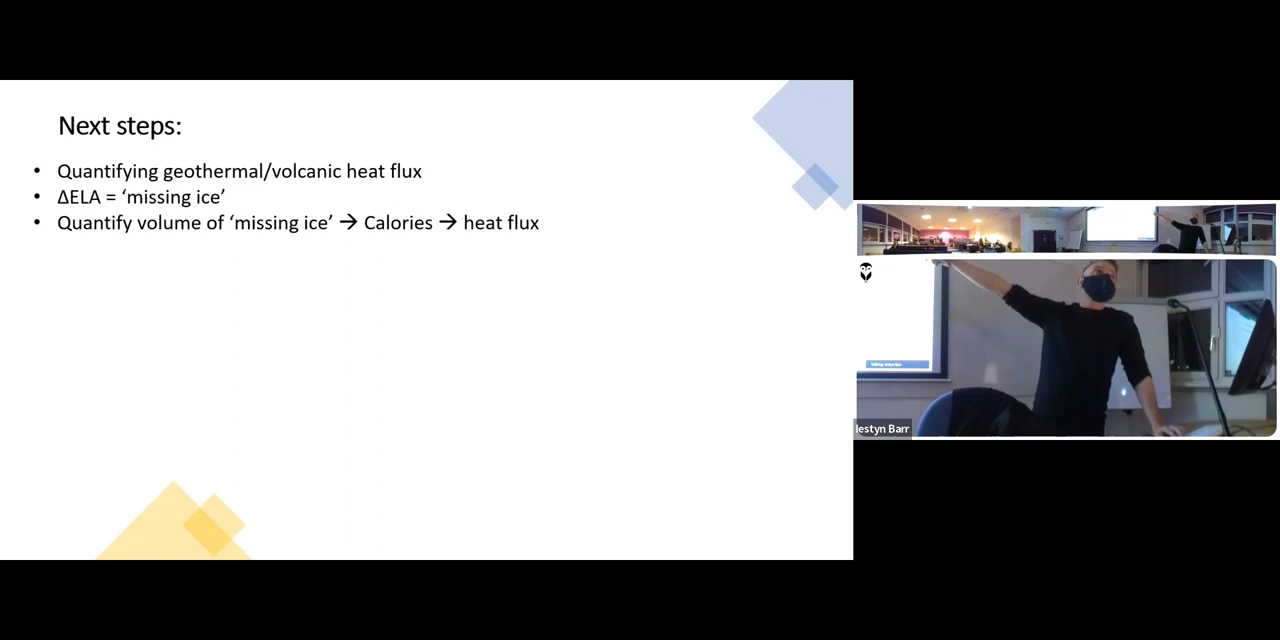 Next steps:
• Quantifying geothermal/volcanic heat flux
• ΔELA = ‘missing ice’
• Quantify volume of ‘missing ice’ → Calories → heat flux
Iestyn Barr